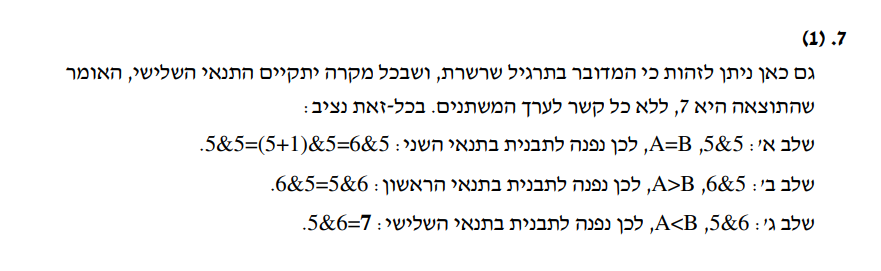 7. (1)
גם כאן ניתן לזהות כי המדובר בתרגיל שרשרת, ושבכל מקרה יתקיים התנאי השלישי, האומר
שהתוצאה היא 7, ללא כל קשר לערך המשתנים. בכל-זאת נציב:
שלב א': 5&5, A=B, לכן נפנה לתבנית בתנאי השני: 5&5=(5+1)&5=6&5.
שלב ב': 6&5, A>B, לכן נפנה לתבנית בתנאי הראשון: 6&5=5&6.
שלב ג': 5&6, A<B, לכן נפנה לתבנית בתנאי השלישי: 5&6=7.